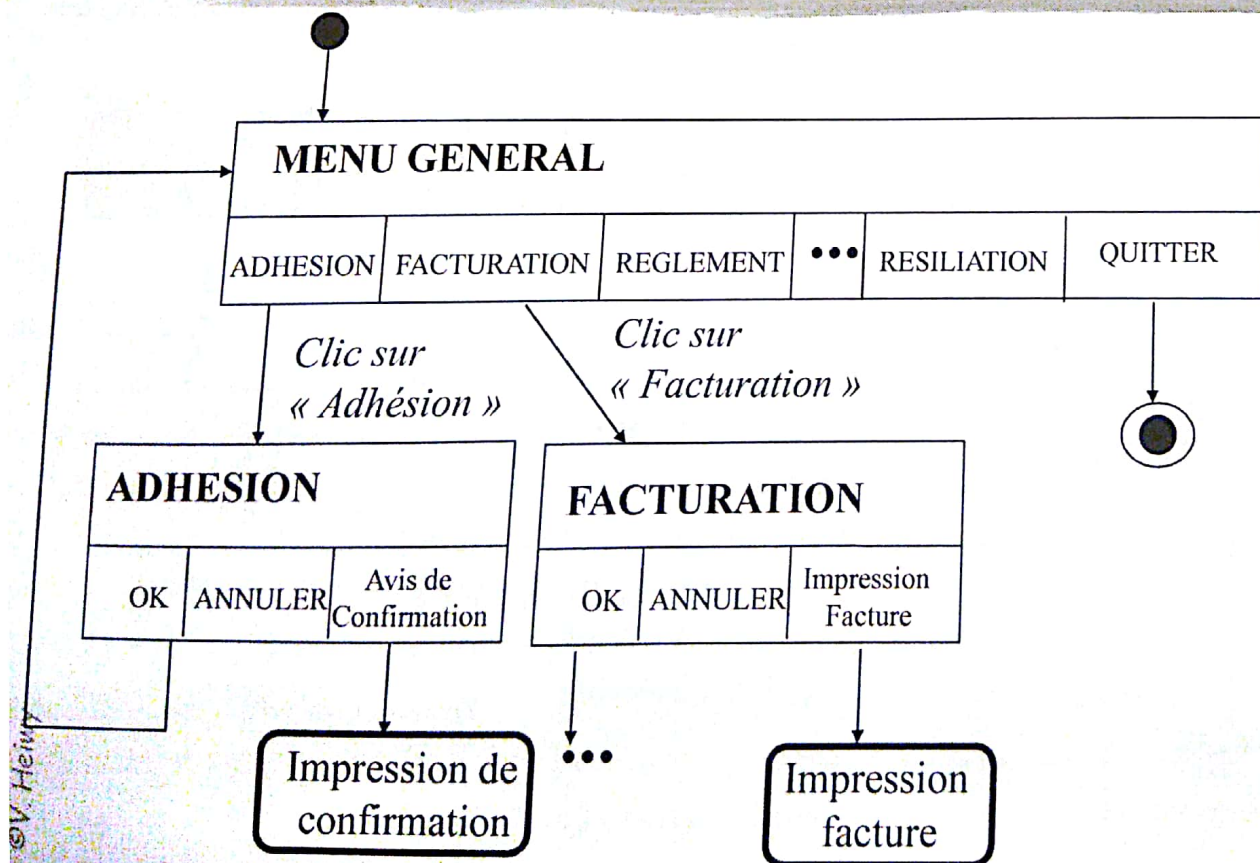 MENU GENERAL
ADHESION FACTURATION REGLEMENT ••• RESILIATION QUITTER
Clic sur
« Adhésion »
Clic sur
« Facturation »
ADHESION
OK ANNULER Avis de
Confirmation
FACTURATION
OK ANNULER Impression
Facture
Impression de
confirmation
•••
Impression
facture
©V.